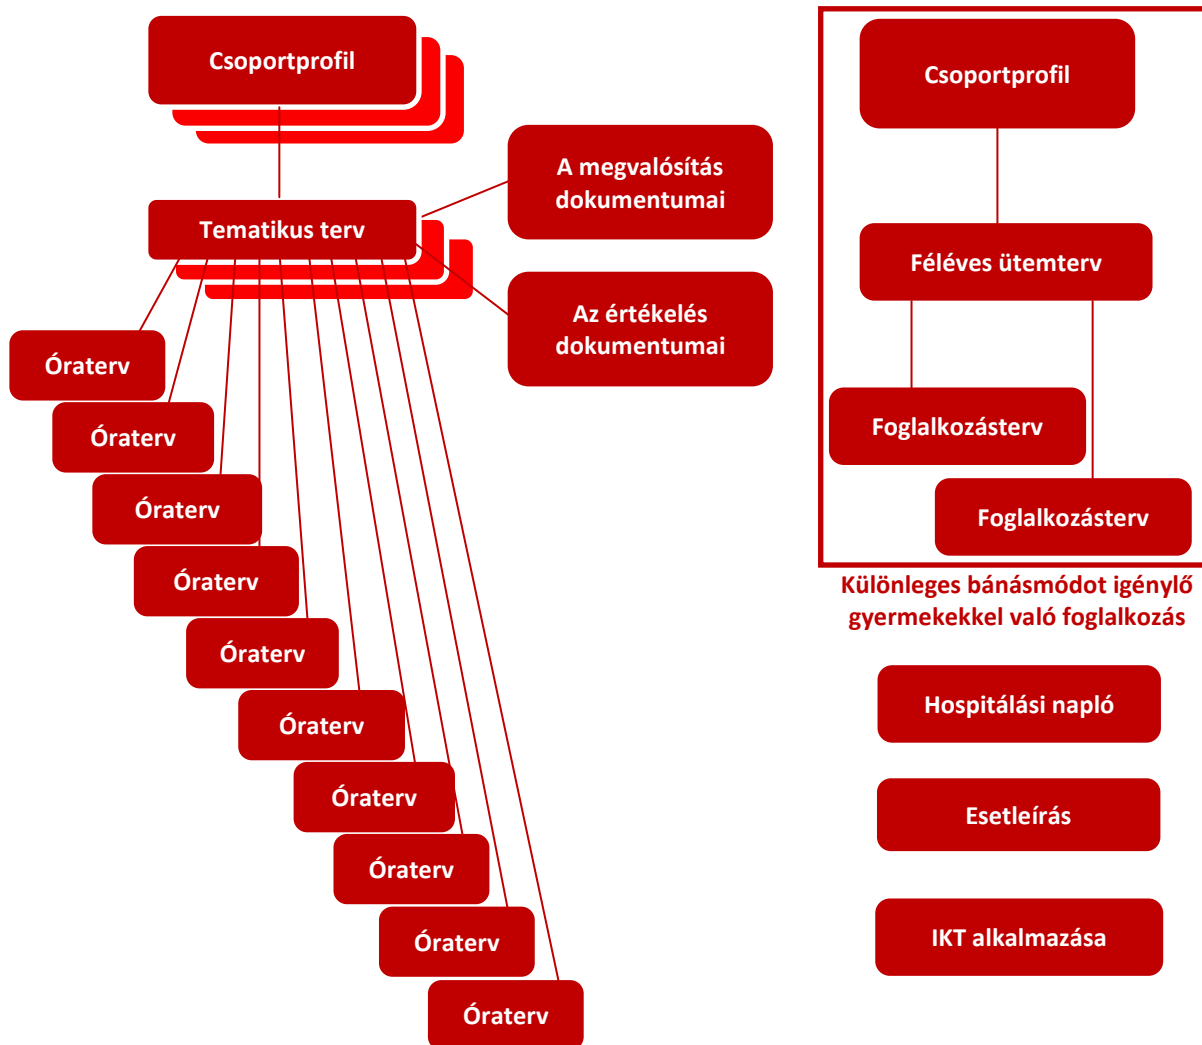 Csoportprofil
A megvalósítás
dokumentumai
Tematikus terv
Az értékelés
dokumentumai
Óraterv
Óraterv
Óraterv
Óraterv
Óraterv
Óraterv
Óraterv
Óraterv
Óraterv
Óraterv
Csoportprofil
Féléves ütemterv
Foglalkozásterv
Foglalkozásterv
Különleges bánásmódot igénylő
gyermekekkel való foglalkozás
Hospitálási napló
Esetleírás
IKT alkalmazása